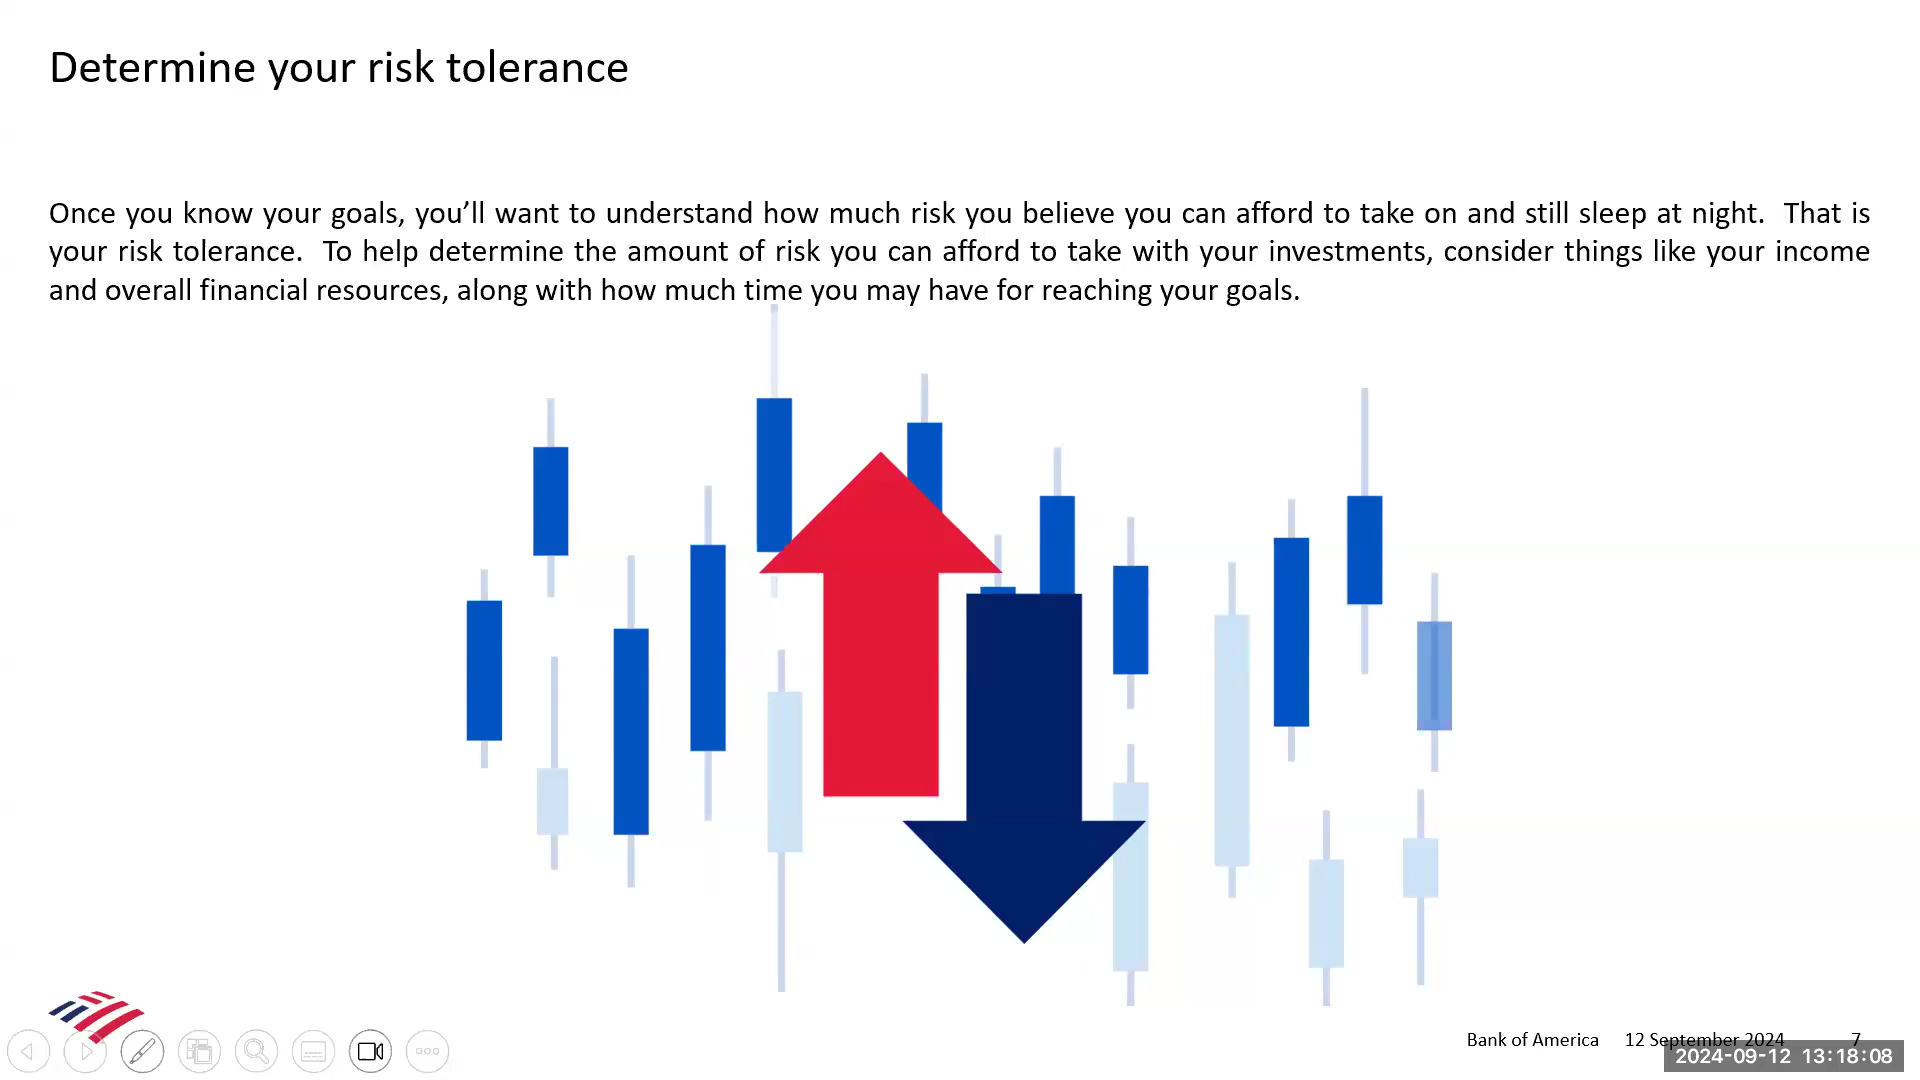 Determine your risk tolerance
Once you know your goals, you’ll want to understand how much risk you believe you can afford to take on and still sleep at night.  That is
your risk tolerance.  To help determine the amount of risk you can afford to take with your investments, consider things like your income
and overall financial resources, along with how much time you may have for reaching your goals.
Bank of America 12 September 2024 7
2024-09-12 13:18:08